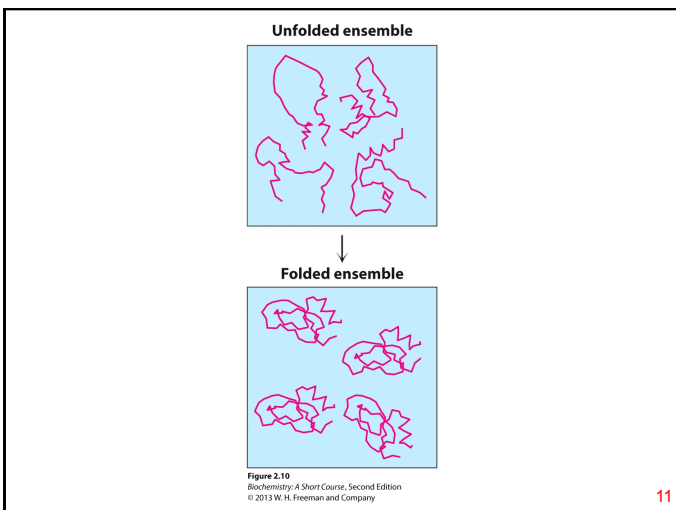 Unfolded ensemble
Folded ensemble
Figure 2.10
Biochemistry: A Short Course, Second Edition
© 2013 W. H. Freeman and Company
11